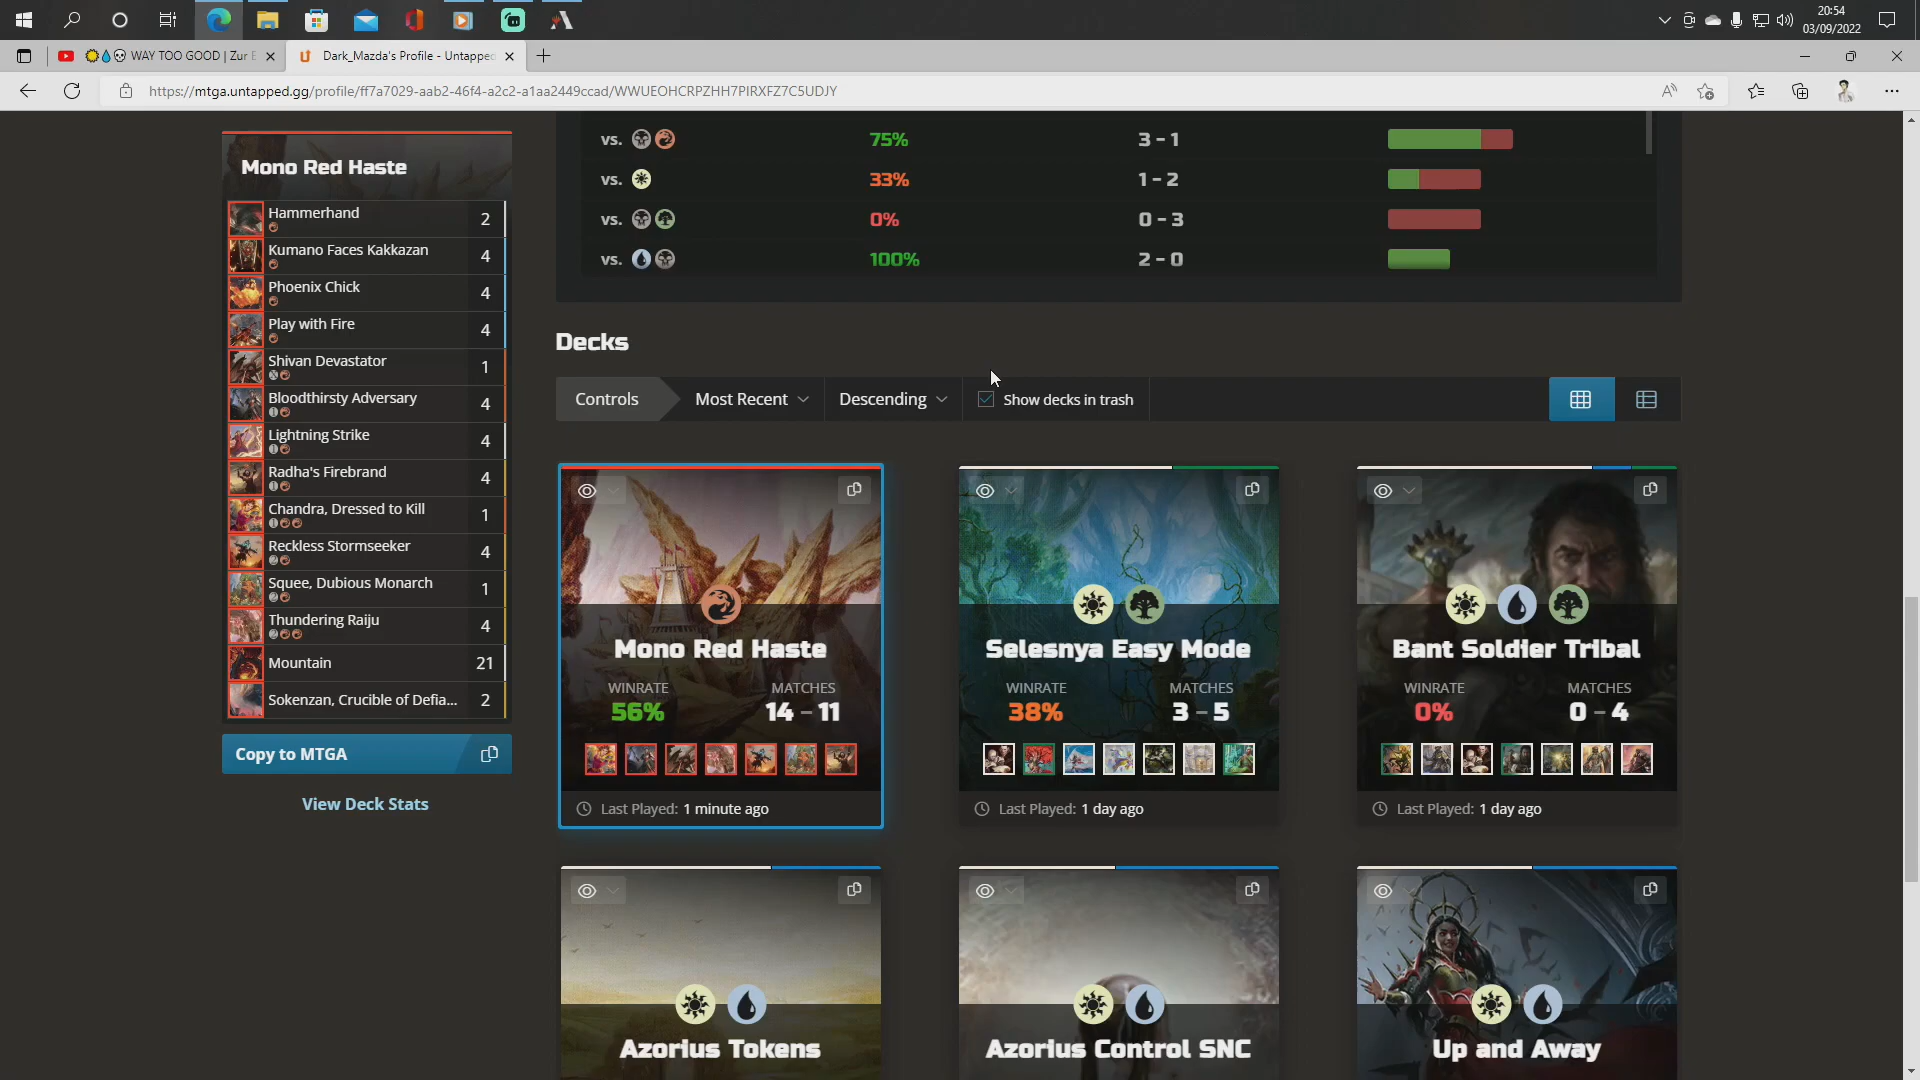 20:54
03/09/2022
WAY TOO GOOD | Zur E
Dark_Mazda's Profile - Untapped
https://mtga.untapped.gg/profile/ff7a7029-aab2-46f4-a2c2-a1aa2449ccad/WWUEOHCRPZHH7PIRXFZ7C5UDJY
Mono Red Haste
Hammerhand 2
Kumano Faces Kakkazan 4
Phoenix Chick 4
Play with Fire 4
Shivan Devastator 1
X
Bloodthirsty Adversary 4
1
Lightning Strike 4
1
Radha's Firebrand 4
1
Chandra, Dressed to Kill 1
1
Reckless Stormseeker 4
2
Squee, Dubious Monarch 1
2
Thundering Raiju 4
2
Mountain 21
Sokenzan, Crucible of Defia... 2
Copy to MTGA
View Deck Stats
vs. 75% 3 - 1
vs. 33% 1 - 2
vs. 0% 0 - 3
vs. 100% 2 - 0
Decks
Controls Most Recent Descending Show decks in trash
Mono Red Haste
WINRATE MATCHES
56% 14 - 11
Last Played: 1 minute ago
Selesnya Easy Mode
WINRATE MATCHES
38% 3 - 5
Last Played: 1 day ago
Bant Soldier Tribal
WINRATE MATCHES
0% 0 - 4
Last Played: 1 day ago
Azorius Tokens
Azorius Control SNC
Up and Away